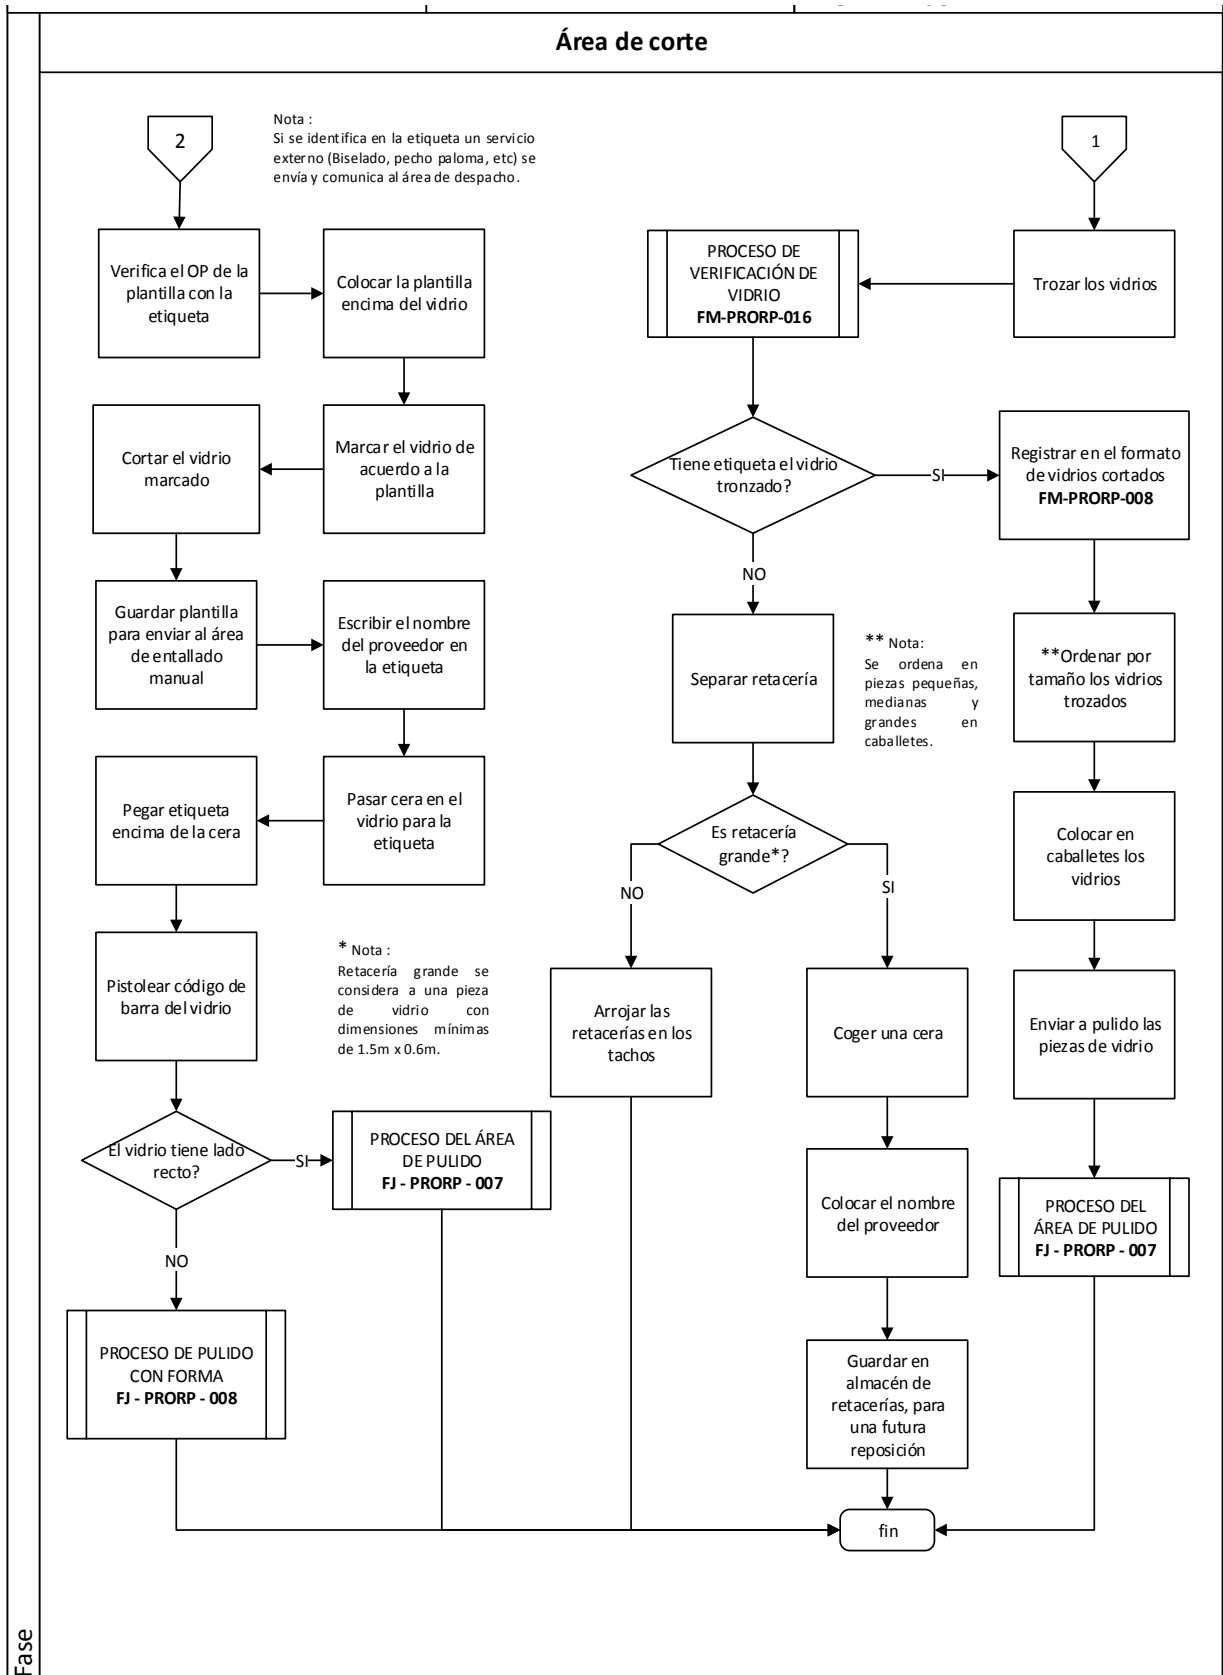 Área de corte
2
Nota :
Si se identifica en la etiqueta un servicio
externo (Biselado, pecho paloma, etc) se
envía y comunica al área de despacho.
1
Verifica el OP de la
plantilla con la
etiqueta
Colocar la plantilla
encima del vidrio
PROCESO DE
VERIFICACIÓN DE
VIDRIO
FM-PRORP-016
Trozar los vidrios
Cortar el vidrio
marcado
Marcar el vidrio de
acuerdo a la
plantilla
Tiene etiqueta el vidrio
tronzado?
SI
Registrar en el formato
de vidrios cortados
FM-PRORP-008
NO
Guardar plantilla
para enviar al área
de entallado
manual
Escribir el nombre
del proveedor en
la etiqueta
Separar retacería
** Nota:
Se ordena en
piezas pequeñas,
medianas y
grandes en
caballetes.
**Ordenar por
tamaño los vidrios
trozados
Pegar etiqueta
encima de la cera
Pasar cera en el
vidrio para la
etiqueta
Es retacería
grande*?
NO
SI
Colocar en
caballetes los
vidrios
Pistolear código de
barra del vidrio
* Nota :
Retacería grande se
considera a una pieza
de vidrio con
dimensiones mínimas
de 1.5m x 0.6m.
Arrojar las
retacerías en los
tachos
Coger una cera
Enviar a pulido las
piezas de vidrio
El vidrio tiene lado
recto?
SI
PROCESO DEL ÁREA
DE PULIDO
FJ - PRORP - 007
Colocar el nombre
del proveedor
PROCESO DEL
ÁREA DE PULIDO
FJ - PRORP - 007
NO
PROCESO DE PULIDO
CON FORMA
FJ - PRORP - 008
Guardar en
almacén de
retacerías, para
una futura
reposición
fin
Fase